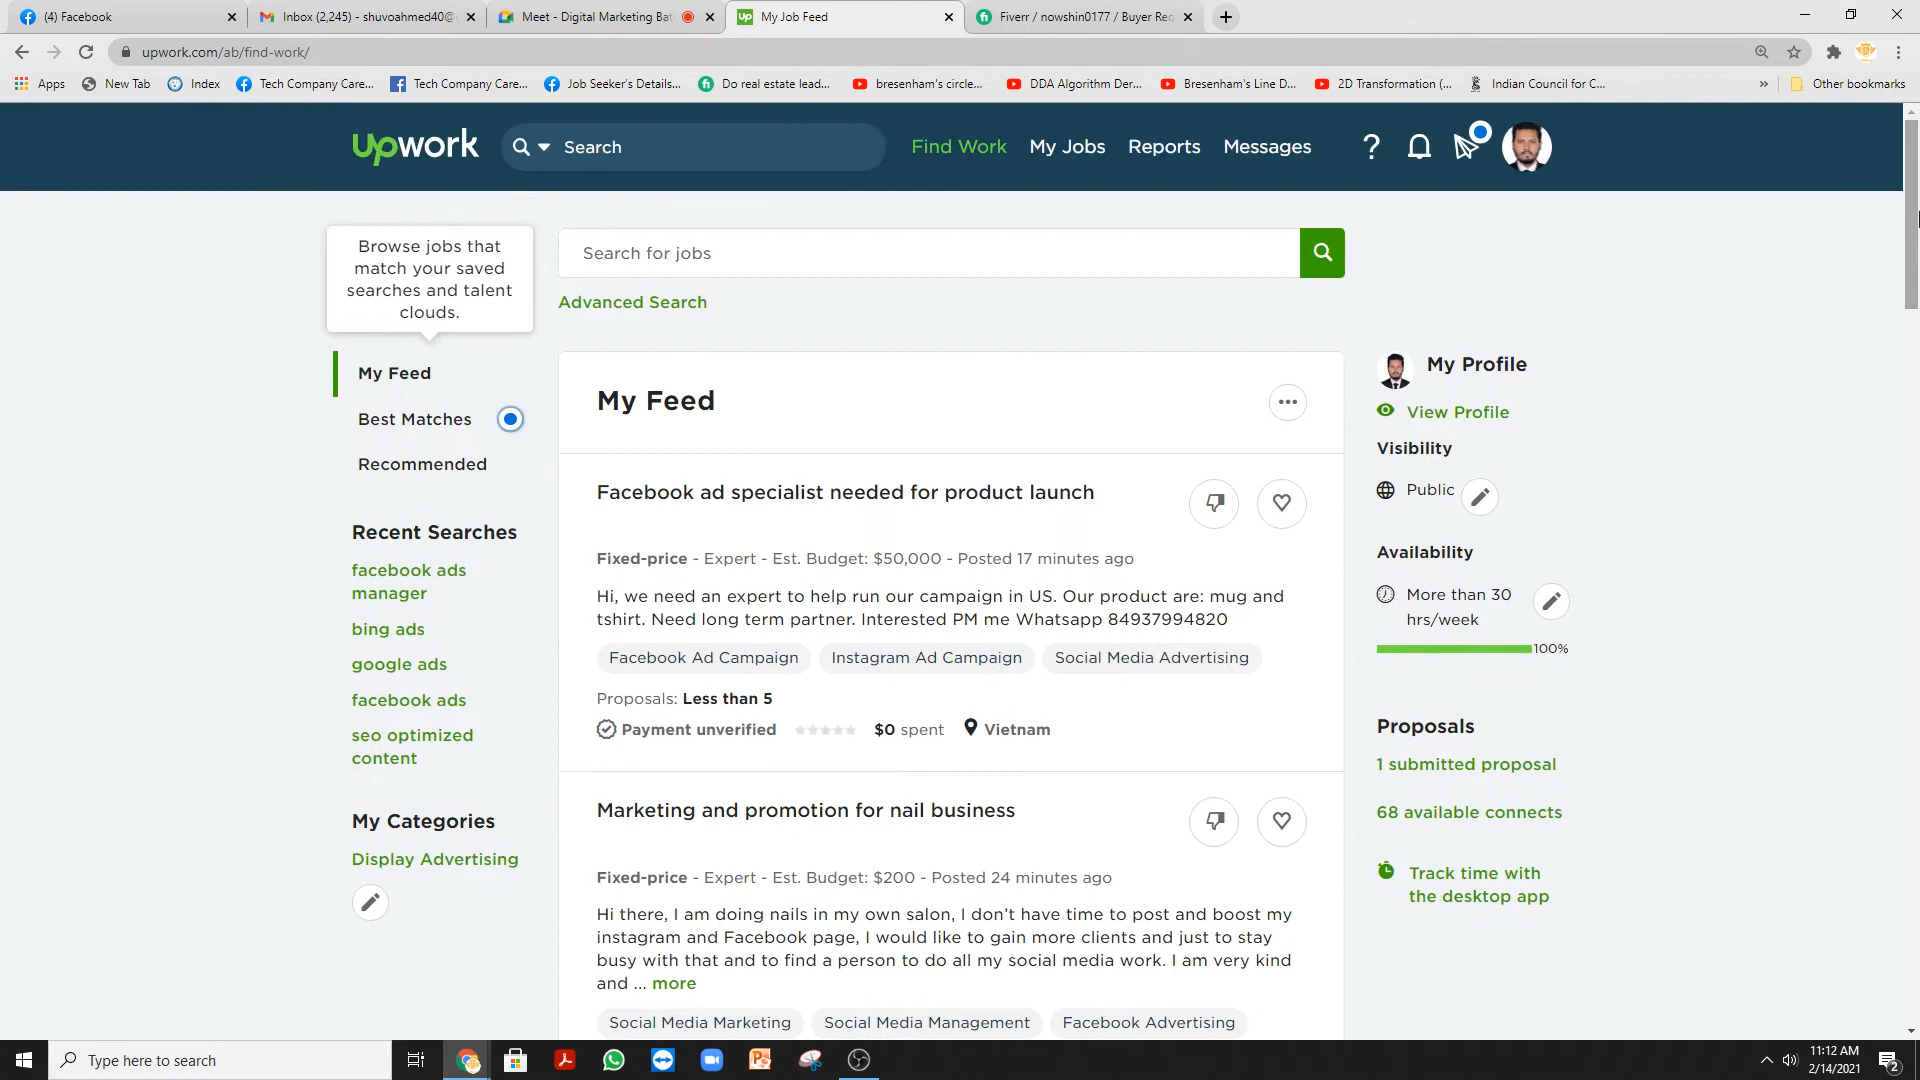 (4) Facebook
Inbox (2,245) - shuvoahmed40@
Meet - Digital Marketing Bat
My Job Feed
Fiverr / nowshin0177 / Buyer Rec
upwork.com/ab/find-work/
Apps
New Tab
Index
Tech Company Care...
Tech Company Care...
Job Seeker's Details...
Do real estate lead...
bresenham's circle...
DDA Algorithm Der...
Bresenham's Line D...
2D Transformation (...
Indian Council for C...
»
Other bookmarks
upwork
Search
Find Work
My Jobs
Reports
Messages
?
Browse jobs that
match your saved
searches and talent
clouds.
Search for jobs
Advanced Search
My Feed
Best Matches
Recommended
Recent Searches
facebook ads
manager
bing ads
google ads
facebook ads
seo optimized
content
My Categories
Display Advertising
My Feed
Facebook ad specialist needed for product launch
Fixed-price - Expert - Est. Budget: $50,000 - Posted 17 minutes ago
Hi, we need an expert to help run our campaign in US. Our product are: mug and
tshirt. Need long term partner. Interested PM me Whatsapp 84937994820
Facebook Ad Campaign
Instagram Ad Campaign
Social Media Advertising
Proposals: Less than 5
Payment unverified
$0 spent
Vietnam
Marketing and promotion for nail business
Fixed-price - Expert - Est. Budget: $200 - Posted 24 minutes ago
Hi there, I am doing nails in my own salon, I don’t have time to post and boost my
instagram and Facebook page, I would like to gain more clients and just to stay
busy with that and to find a person to do all my social media work. I am very kind
and ... more
Social Media Marketing
Social Media Management
Facebook Advertising
My Profile
View Profile
Visibility
Public
Availability
More than 30
hrs/week
100%
Proposals
1 submitted proposal
68 available connects
Track time with
the desktop app
Type here to search
11:12 AM
2/14/2021
2